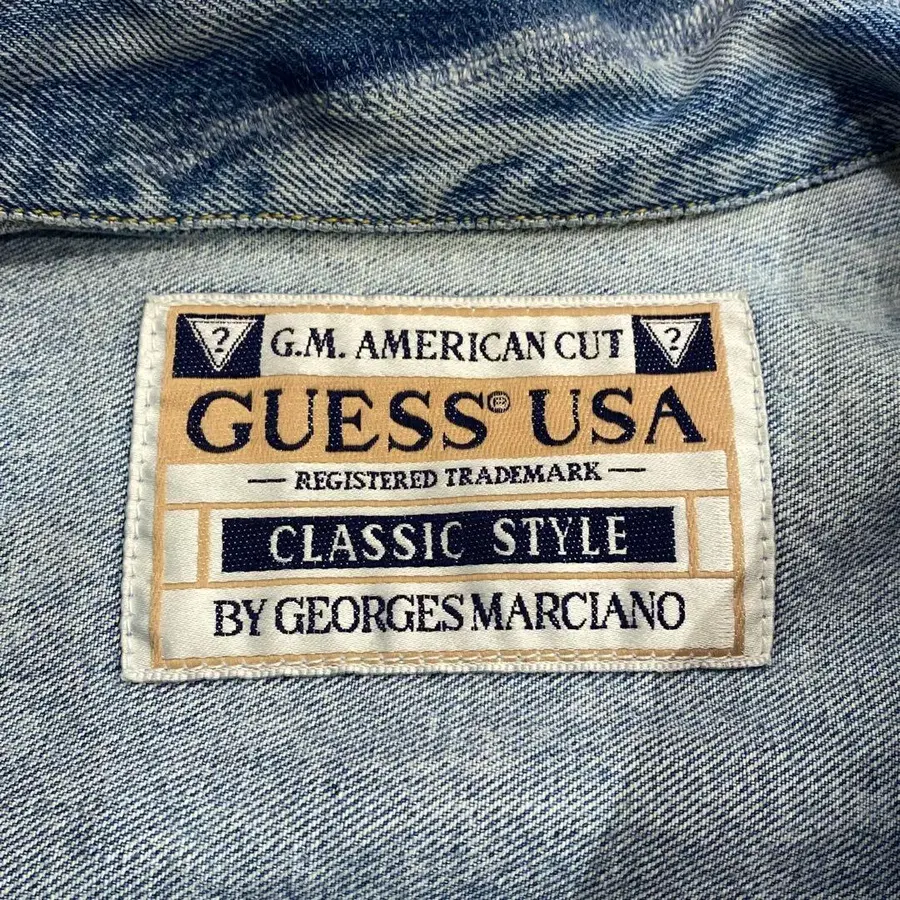 ? G.M. AMERICAN CUT ?
GUESS® USA
— REGISTERED TRADEMARK —
CLASSIC STYLE
BY GEORGES MARCIANO